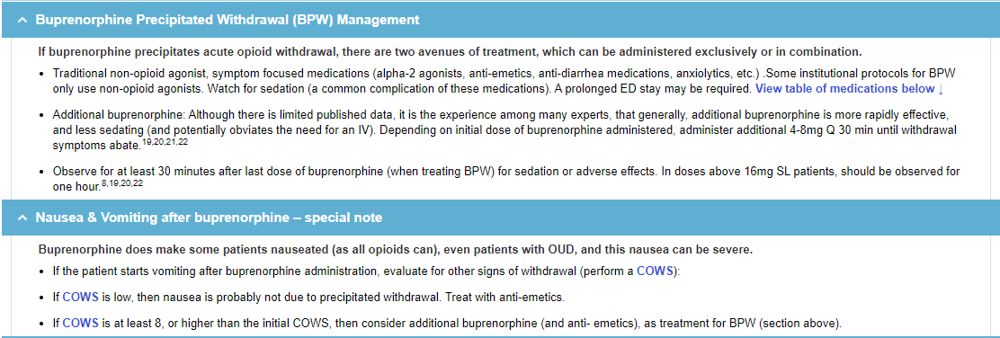 Buprenorphine Precipitated Withdrawal (BPW) Management
If buprenorphine precipitates acute opioid withdrawal, there are two avenues of treatment, which can be administered exclusively or in combination.
• Traditional non-opioid agonist, symptom focused medications (alpha-2 agonists, anti-emetics, anti-diarrhea medications, anxiolytics, etc.) .Some institutional protocols for BPW
only use non-opioid agonists. Watch for sedation (a common complication of these medications). A prolonged ED stay may be required. View table of medications below ↓
• Additional buprenorphine: Although there is limited published data, it is the experience among many experts, that generally, additional buprenorphine is more rapidly effective,
and less sedating (and potentially obviates the need for an IV). Depending on initial dose of buprenorphine administered, administer additional 4-8mg Q 30 min until withdrawal
symptoms abate.19,20,21,22
• Observe for at least 30 minutes after last dose of buprenorphine (when treating BPW) for sedation or adverse effects. In doses above 16mg SL patients, should be observed for
one hour.8,19,20,22
Nausea & Vomiting after buprenorphine – special note
Buprenorphine does make some patients nauseated (as all opioids can), even patients with OUD, and this nausea can be severe.
• If the patient starts vomiting after buprenorphine administration, evaluate for other signs of withdrawal (perform a COWS):
• If COWS is low, then nausea is probably not due to precipitated withdrawal. Treat with anti-emetics.
• If COWS is at least 8, or higher than the initial COWS, then consider additional buprenorphine (and anti- emetics), as treatment for BPW (section above).